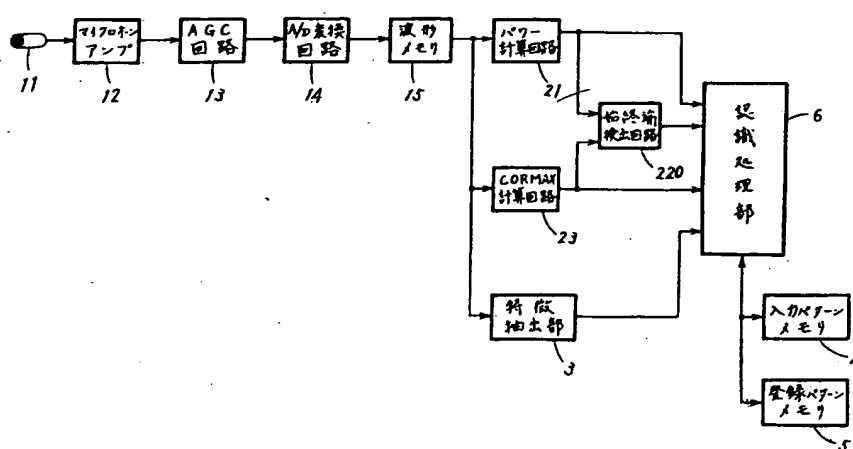 マイクロホン
アンプ
AGC
回路
A/D変換
回路
波形
メモリ
パワー
計算回路
始終端
検出回路
CORMAX
計算回路
特徴
抽出部
認識処理部
入力パターン
メモリ
登録パターン
メモリ
11
12
13
14
15
21
220
23
3
6
4
5